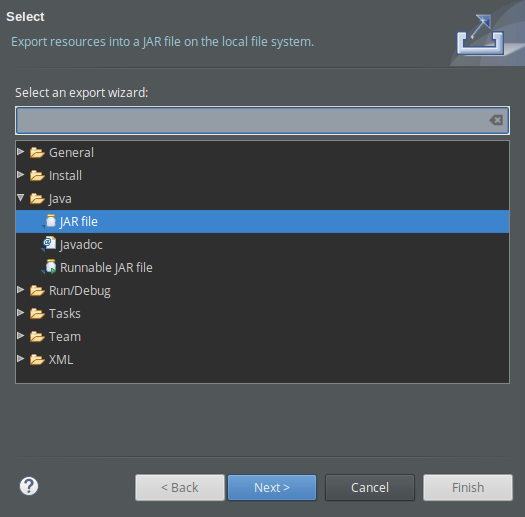 Select
Export resources into a JAR file on the local file system.
Select an export wizard:
General
Install
Java
JAR file
Javadoc
Runnable JAR file
Run/Debug
Tasks
Team
XML
? < Back Next > Cancel Finish